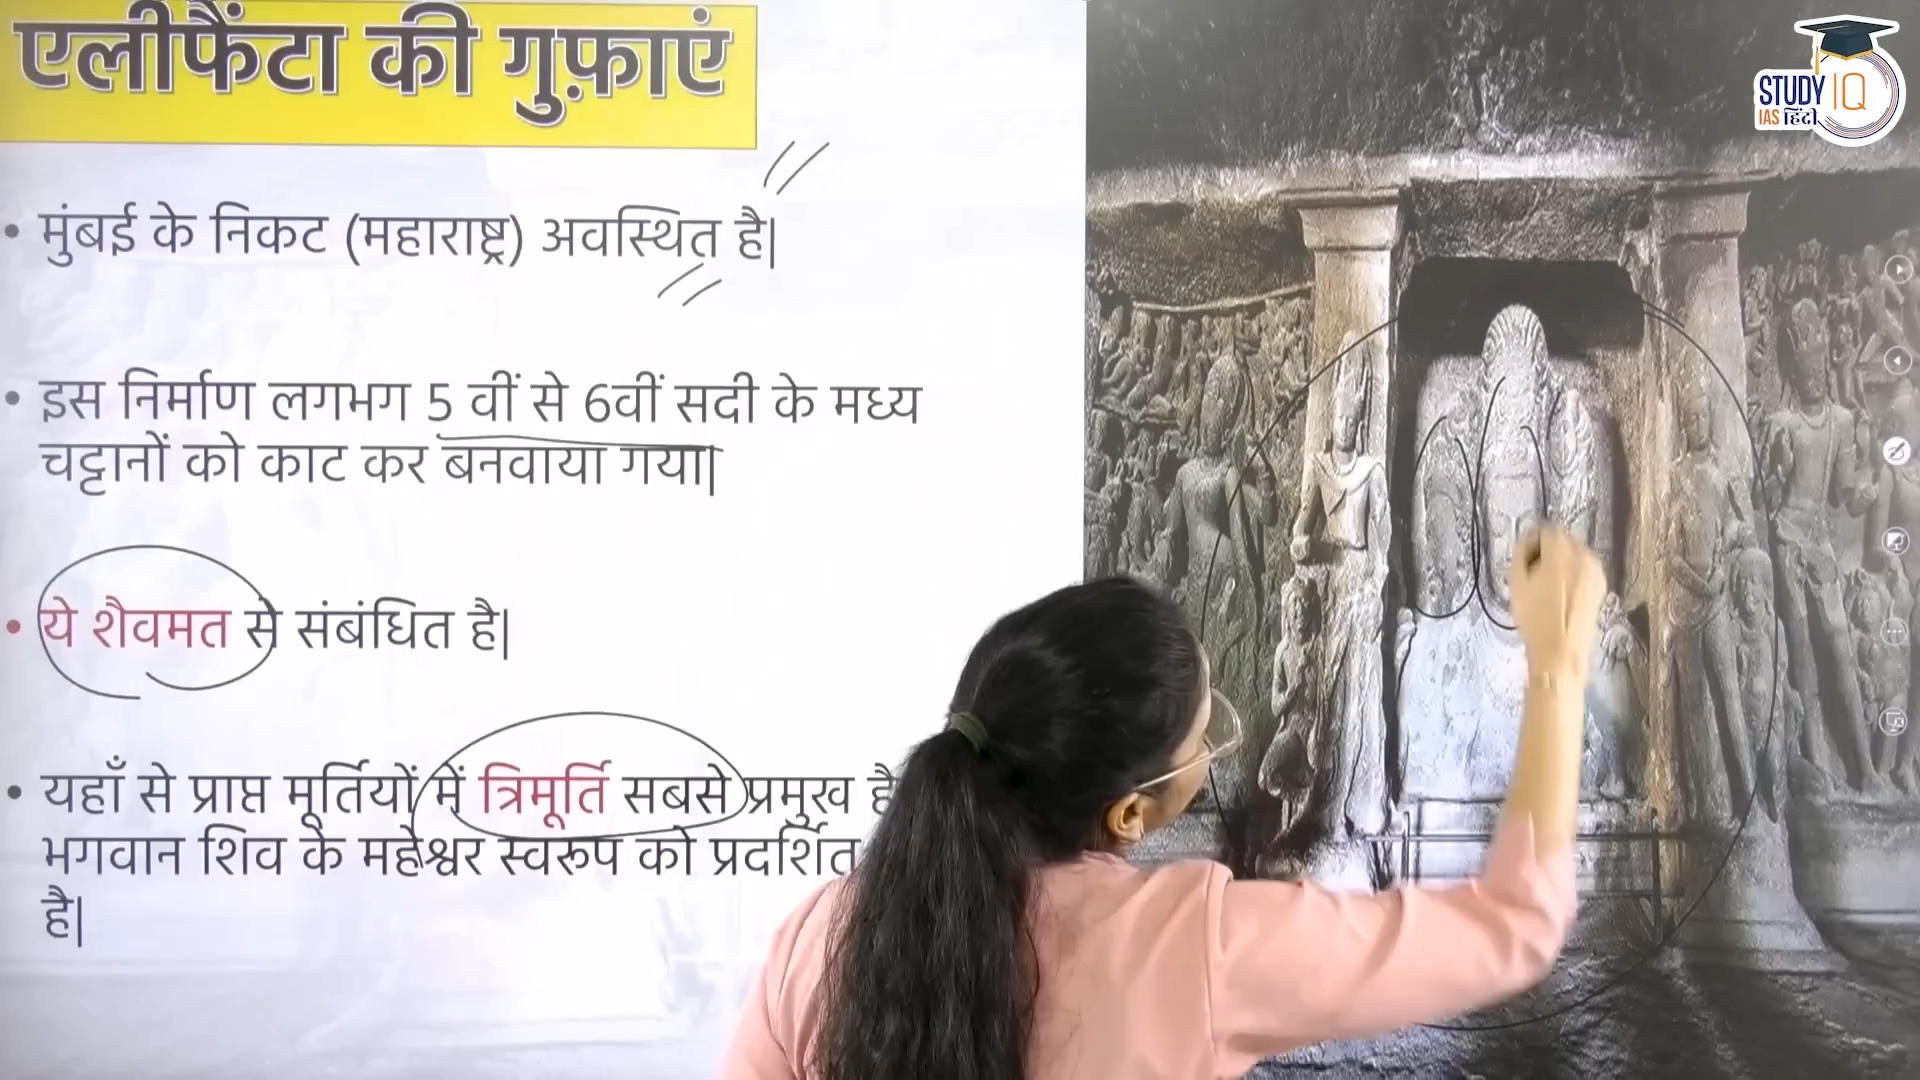 एलीफैंटा की गुफ़ाएं
STUDY IQ
IAS हिंदी
• मुंबई के निकट (महाराष्ट्र) अवस्थित है|
• इस निर्माण लगभग 5 वीं से 6वीं सदी के मध्य
चट्टानों को काट कर बनवाया गया|
• ये शैवमत से संबंधित है|
• यहाँ से प्राप्त मूर्तियों में त्रिमूर्ति सबसे प्रमुख है
भगवान शिव के महेश्वर स्वरूप को प्रदर्शित
है|